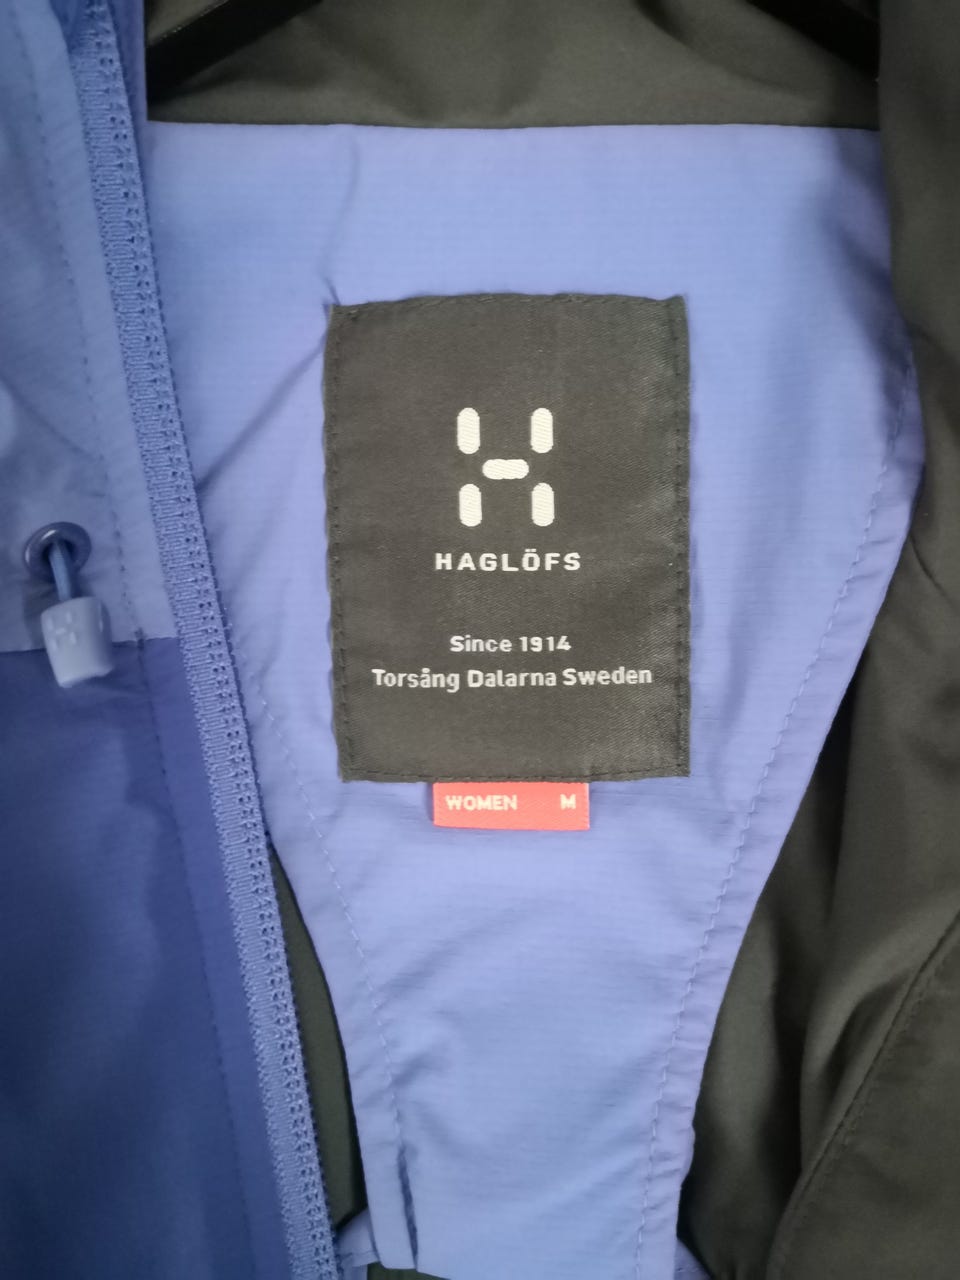 HAGLÖFS
Since 1914
Torsång Dalarna Sweden
WOMEN M